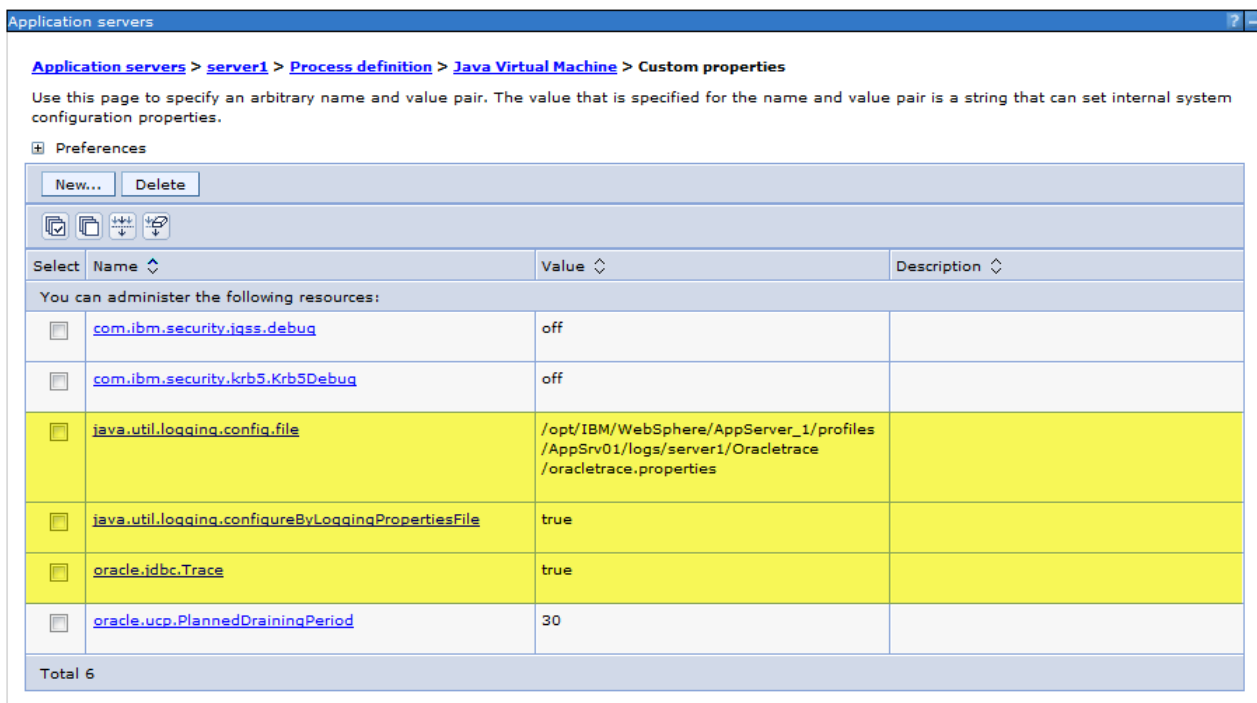 Application servers ? –
Application servers > server1 > Process definition > Java Virtual Machine > Custom properties
Use this page to specify an arbitrary name and value pair. The value that is specified for the name and value pair is a string that can set internal system
configuration properties.
+ Preferences
New... Delete
Select Name Value Description
You can administer the following resources:
com.ibm.security.jgss.debug off
com.ibm.security.krb5.Krb5Debug off
java.util.logging.config.file /opt/IBM/WebSphere/AppServer_1/profiles
/AppSrv01/logs/server1/Oracletrace
/oracletrace.properties
java.util.logging.configureByLoggingPropertiesFile true
oracle.jdbc.Trace true
oracle.ucp.PlannedDrainingPeriod 30
Total 6